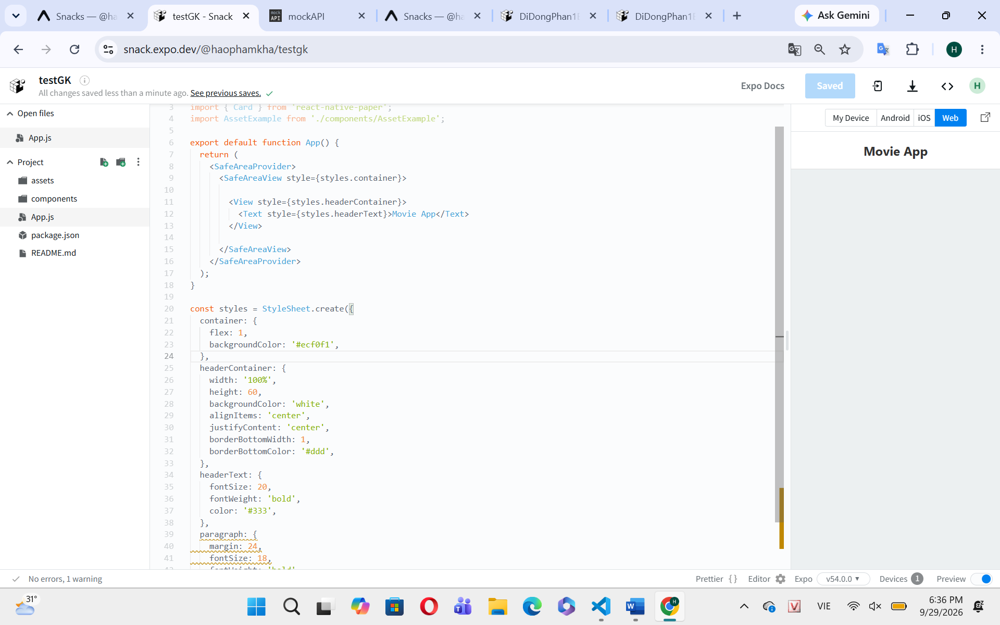 Snacks — @ha
testGK - Snack
mockAPI
Snacks — @ha
DiDongPhan1
DiDongPhan1
Ask Gemini
snack.expo.dev/@haophamkha/testgk
H
testGK
All changes saved less than a minute ago. See previous saves.
Expo Docs
Saved
H
Open files
App.js
Project
assets
components
App.js
package.json
README.md
3 import { Card } from 'react-native-paper';
4 import AssetExample from './components/AssetExample';
5
6 export default function App() {
7 return (
8 <SafeAreaProvider>
9 <SafeAreaView style={styles.container}>
10
11 <View style={styles.headerContainer}>
12 <Text style={styles.headerText}>Movie App</Text>
13 </View>
14
15 </SafeAreaView>
16 </SafeAreaProvider>
17 );
18 }
19
20 const styles = StyleSheet.create({
21 container: {
22 flex: 1,
23 backgroundColor: '#ecf0f1',
24 },
25 headerContainer: {
26 width: '100%',
27 height: 60,
28 backgroundColor: 'white',
29 alignItems: 'center',
30 justifyContent: 'center',
31 borderBottomWidth: 1,
32 borderBottomColor: '#ddd',
33 },
34 headerText: {
35 fontSize: 20,
36 fontWeight: 'bold',
37 color: '#333',
38 },
39 paragraph: {
40 margin: 24,
41 fontSize: 18,
My Device Android iOS Web
Movie App
No errors, 1 warning
Prettier {} Editor Expo v54.0.0 Devices 1 Preview
31°
VIE
6:36 PM
9/29/2026